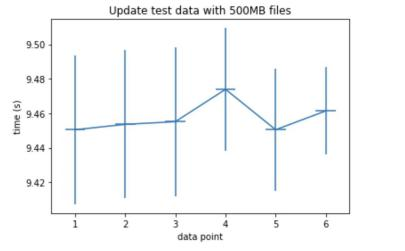 Update test data with 500MB files
time (s)
9.50
9.48
9.46
9.44
9.42
1 2 3 4 5 6
data point